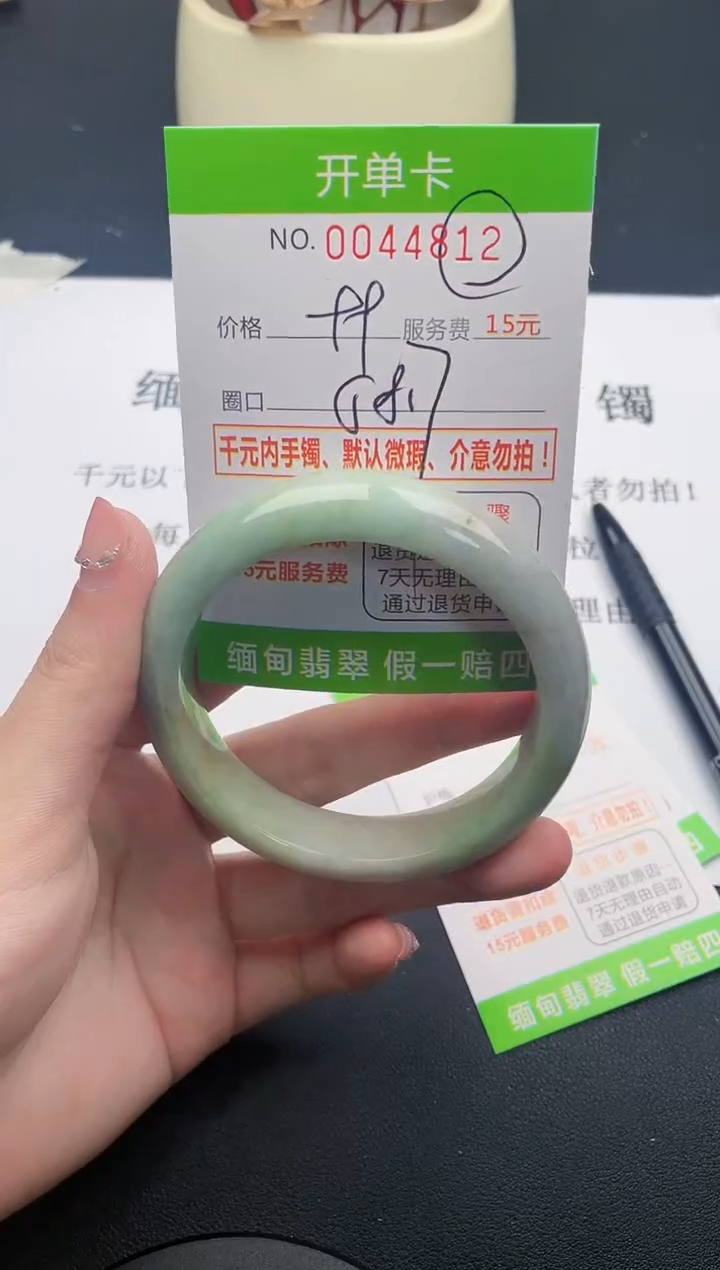 开单卡
NO. 0044812
价格 服务费 15元
圈口
千元内手镯、默认微瑕、介意勿拍！
缅
镯
千元以
者勿拍！
每
拉
理由
骤
退货
5元服务费
7天无理由
通过退货申
缅甸翡翠 假一赔四
介意勿拍！
退货退款原因
7天无理由自动
通过退货申请
15元服务费
缅甸翡翠 假一赔四